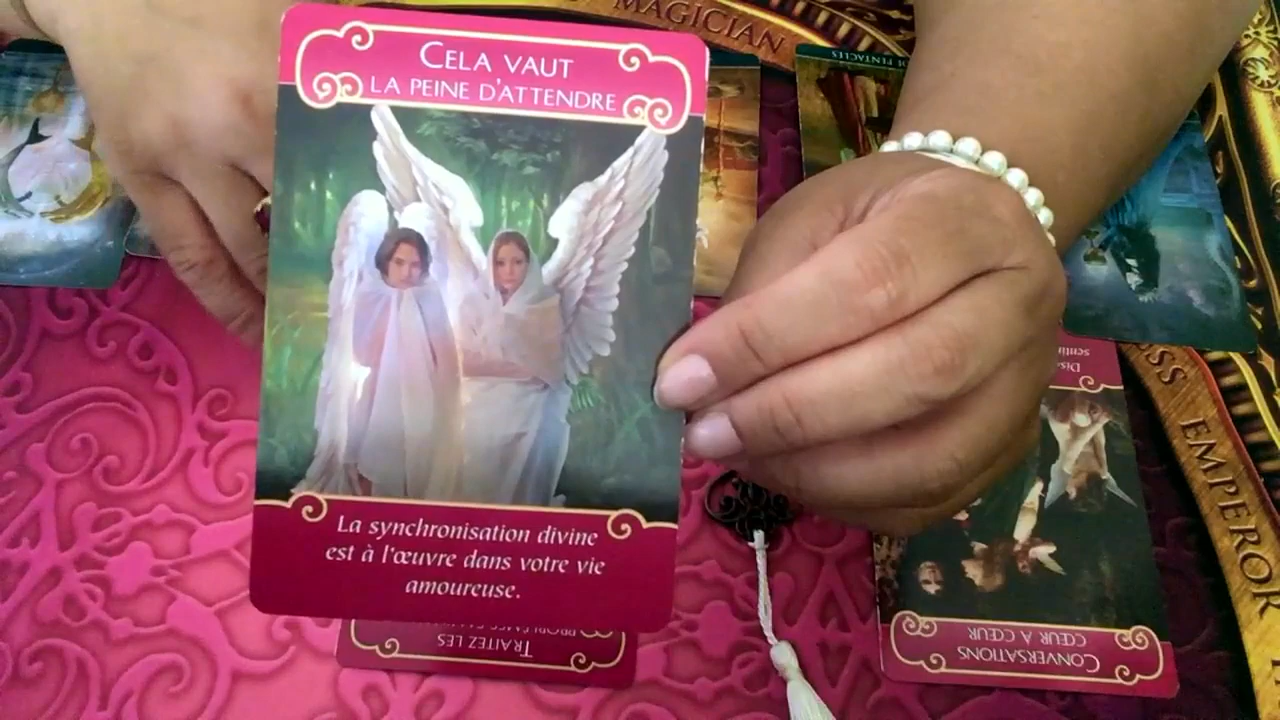 MAGICIAN
CELA VAUT
LA PEINE D'ATTENDRE
La synchronisation divine
est à l'œuvre dans votre vie
amoureuse.
TRAITEZ LES
CONVERSATIONS
CŒUR À CŒUR
PENTACLES
EMPEROR